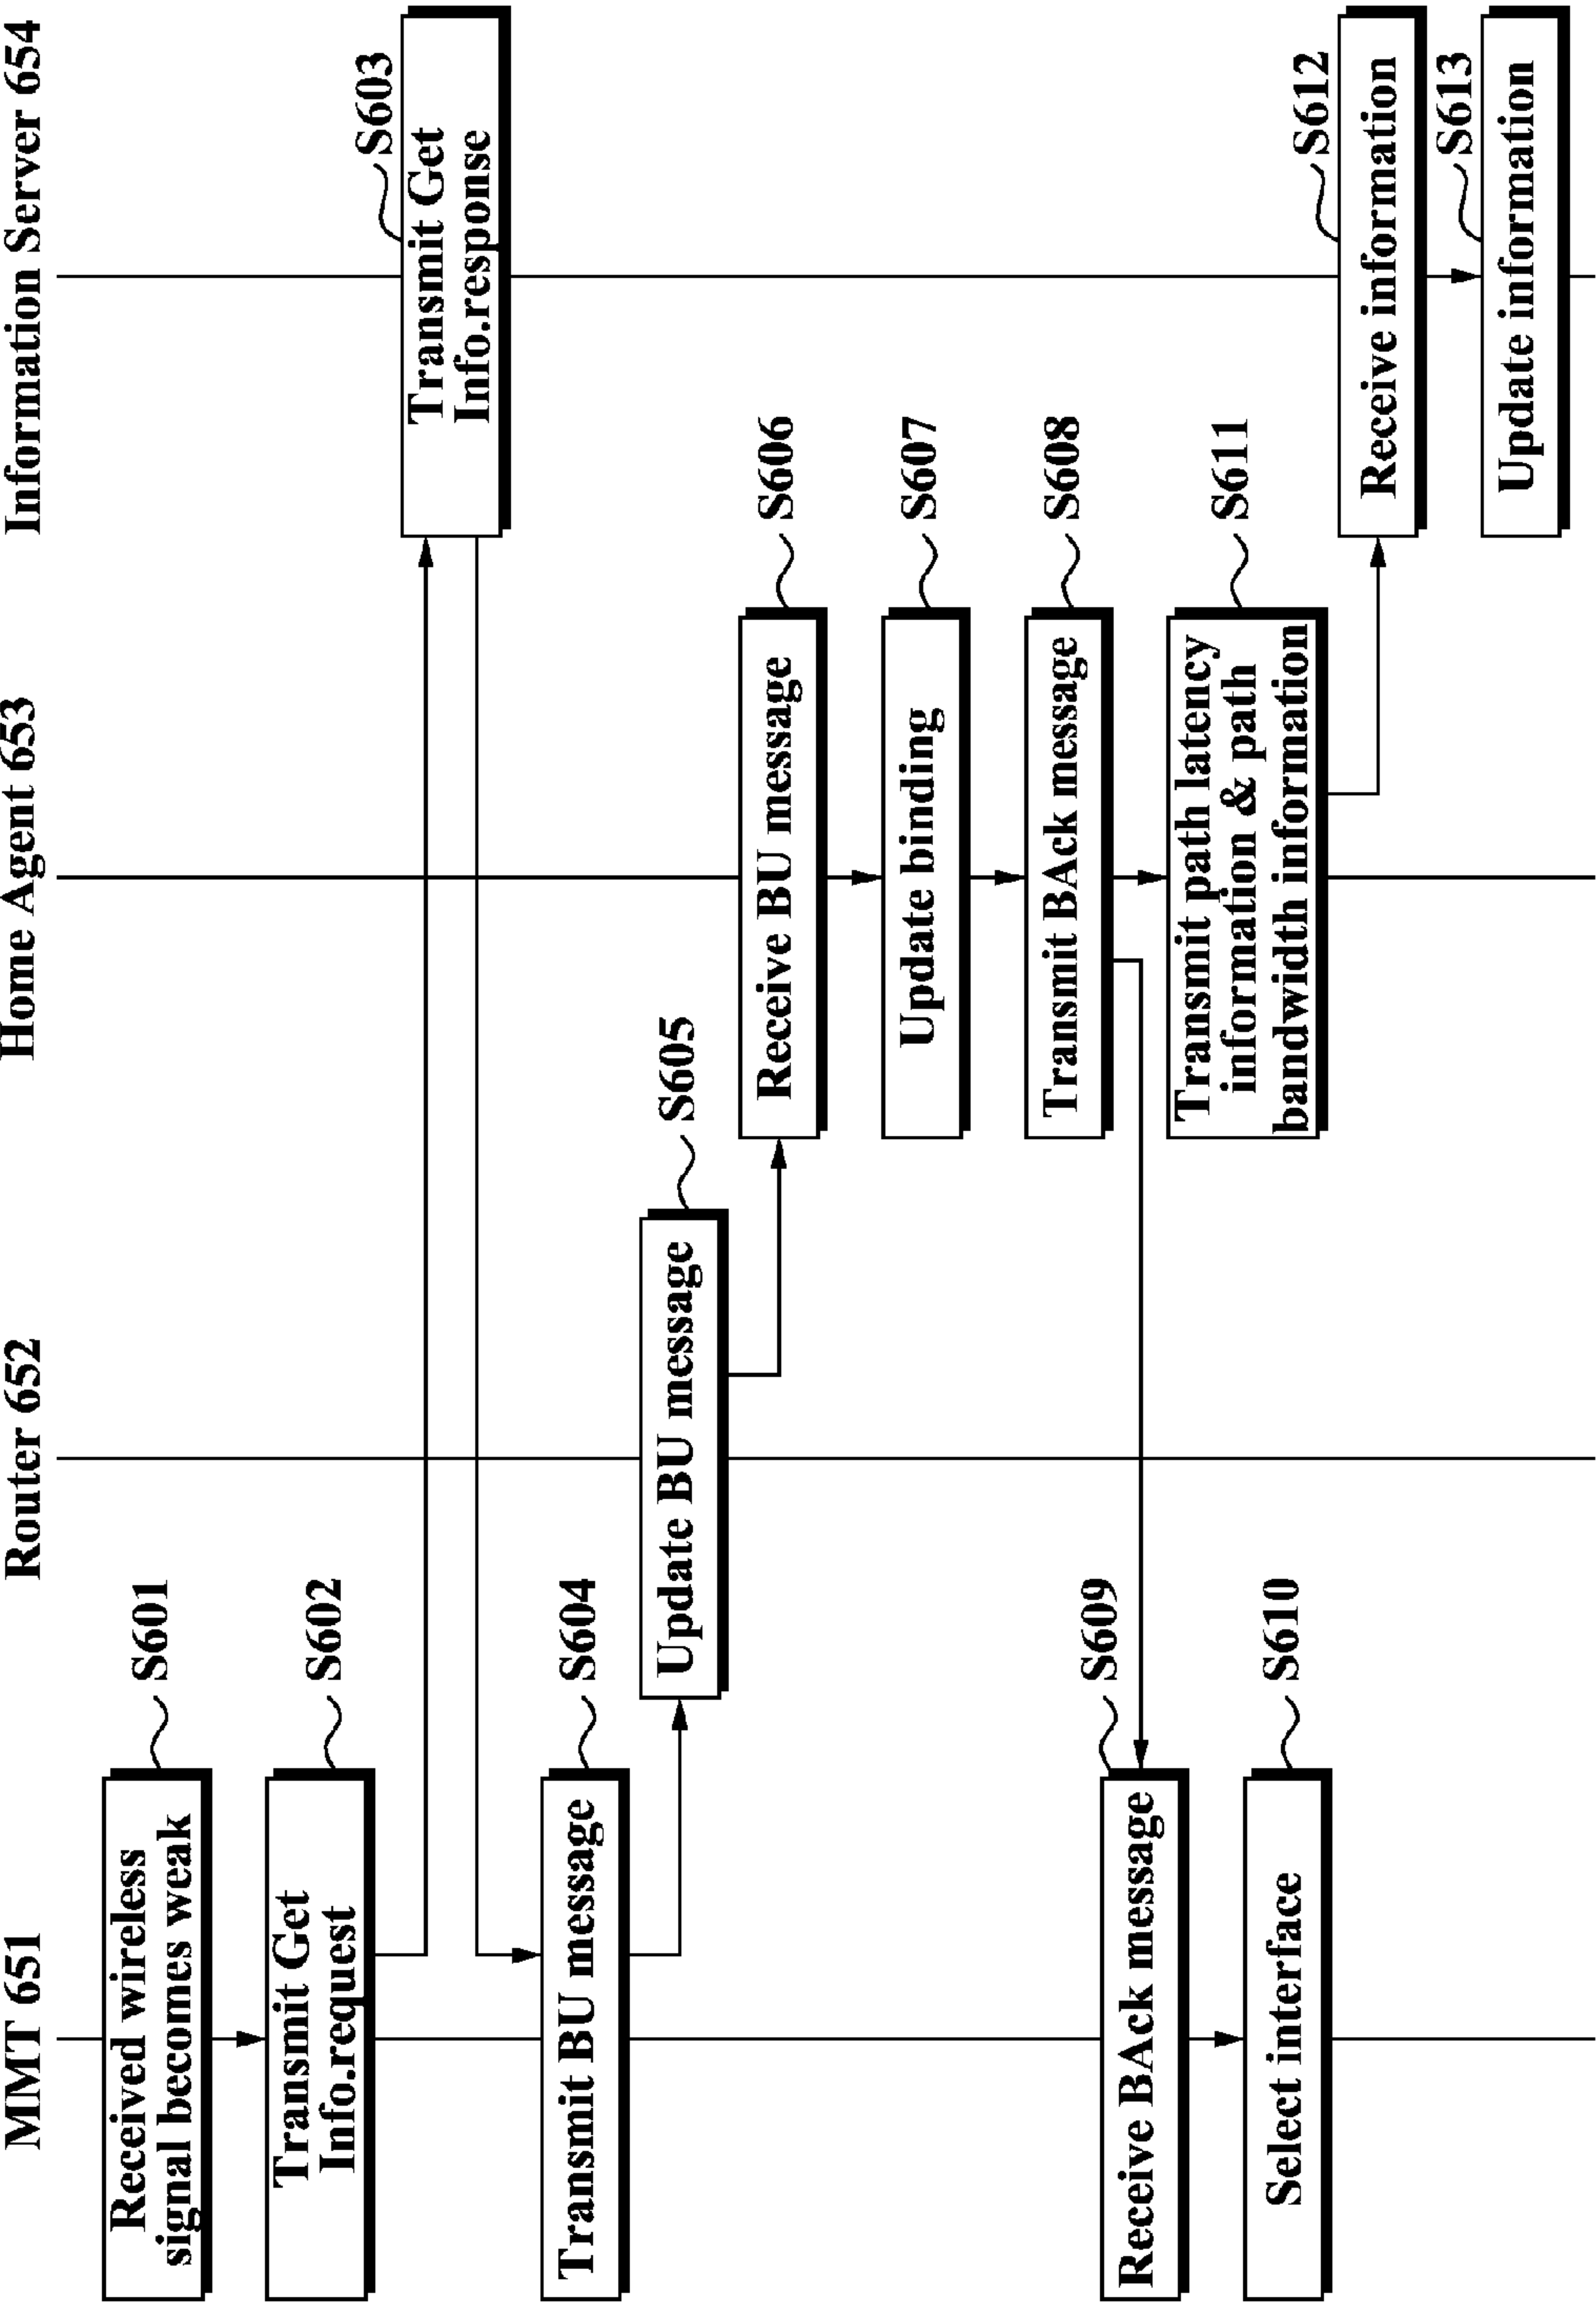 MMT 651
Router 652
Home Agent 653
Information Server 654
Received wireless
signal becomes weak
S601
Transmit Get
Info.request
S602
Transmit Get
Info.response
S603
Transmit BU message
S604
Update BU message
S605
Receive BU message
S606
Update binding
S607
Transmit BAck message
S608
Receive BAck message
S609
Select interface
S610
Transmit path latency
information & path
bandwidth information
S611
Receive information
S612
Update information
S613